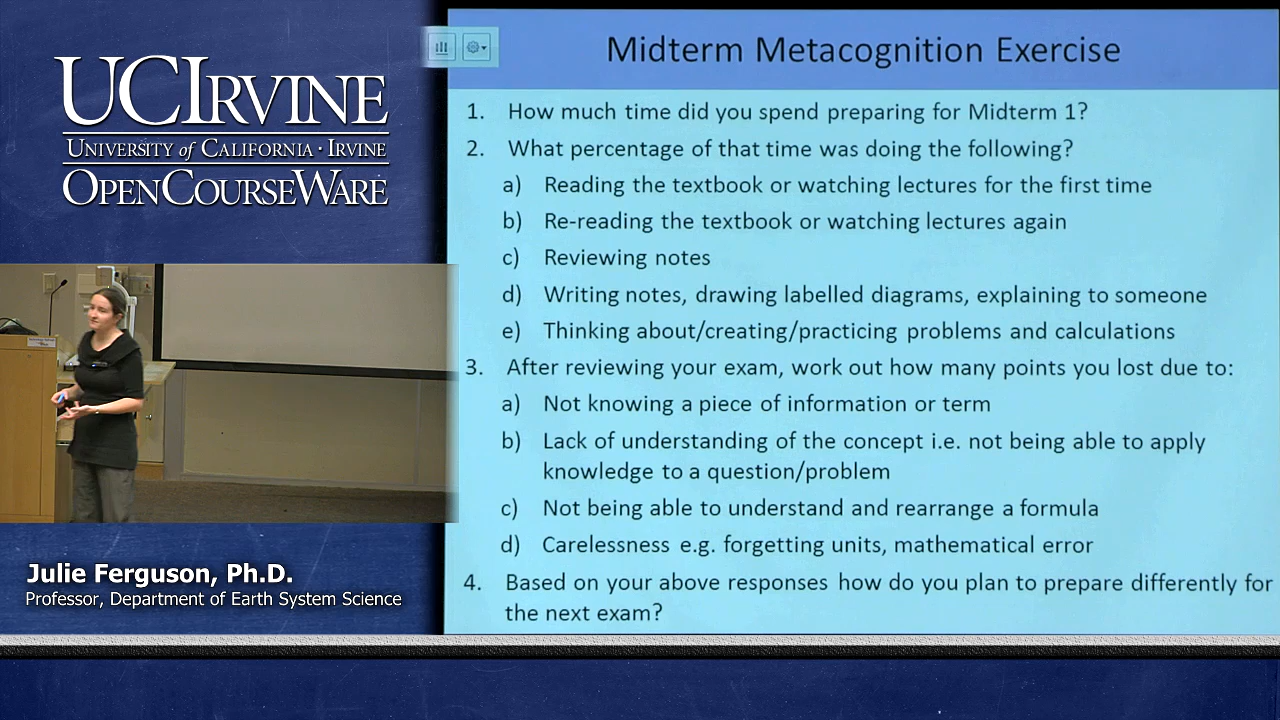 UCIRVINE
UNIVERSITY of CALIFORNIA · IRVINE
OPENCOURSEWARE
Julie Ferguson, Ph.D.
Professor, Department of Earth System Science
Midterm Metacognition Exercise
1. How much time did you spend preparing for Midterm 1?
2. What percentage of that time was doing the following?
a) Reading the textbook or watching lectures for the first time
b) Re-reading the textbook or watching lectures again
c) Reviewing notes
d) Writing notes, drawing labelled diagrams, explaining to someone
e) Thinking about/creating/practicing problems and calculations
3. After reviewing your exam, work out how many points you lost due to:
a) Not knowing a piece of information or term
b) Lack of understanding of the concept i.e. not being able to apply
knowledge to a question/problem
c) Not being able to understand and rearrange a formula
d) Carelessness e.g. forgetting units, mathematical error
4. Based on your above responses how do you plan to prepare differently for
the next exam?